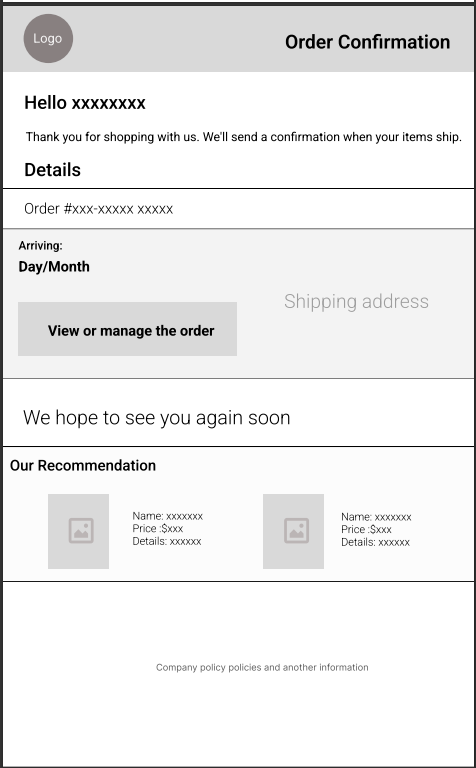 Logo
Order Confirmation
Hello xxxxxxxx
Thank you for shopping with us. We'll send a confirmation when your items ship.
Details
Order #xxx-xxxxx xxxxx
Arriving:
Day/Month
Shipping address
View or manage the order
We hope to see you again soon
Our Recommendation
Name: xxxxxxx
Price :$xxx
Details: xxxxxx
Name: xxxxxxx
Price :$xxx
Details: xxxxxx
Company policy policies and another information